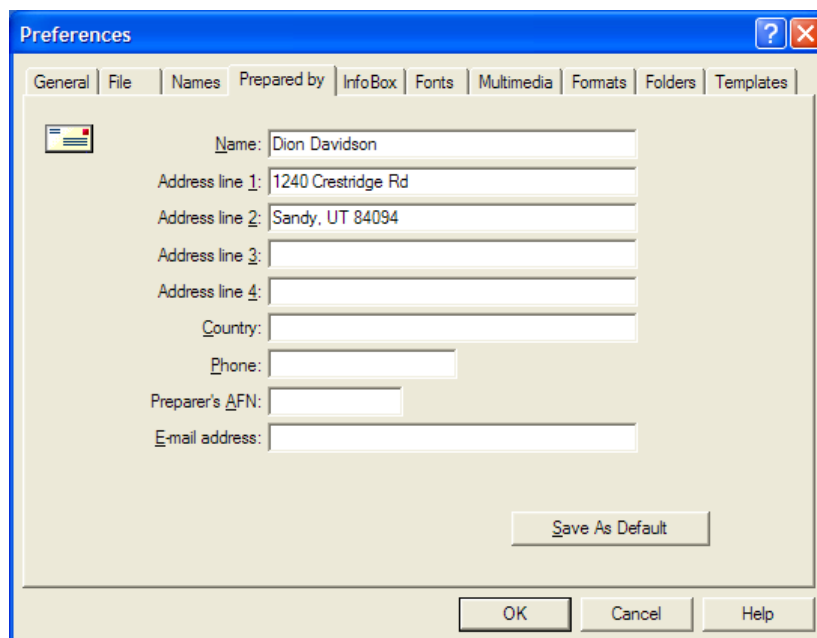 Preferences
General File Names Prepared by InfoBox Fonts Multimedia Formats Folders Templates
Name: Dion Davidson
Address line 1: 1240 Crestridge Rd
Address line 2: Sandy, UT 84094
Address line 3:
Address line 4:
Country:
Phone:
Preparer's AFN:
E-mail address:
Save As Default
OK Cancel Help